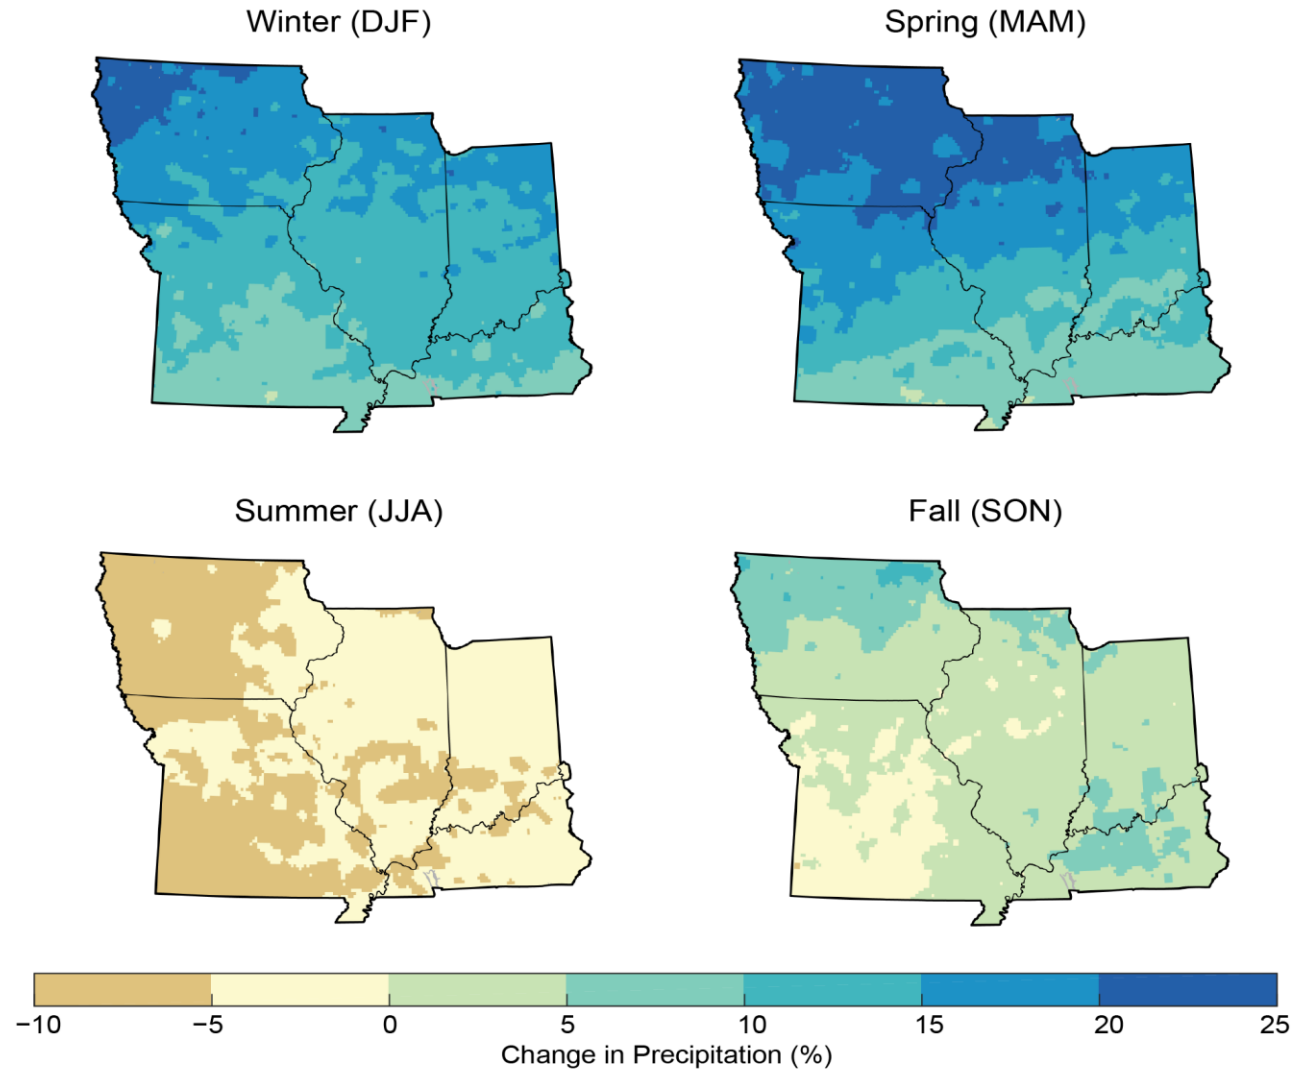 Winter (DJF)
Spring (MAM)
Summer (JJA)
Fall (SON)
−10 −5 0 5 10 15 20 25
Change in Precipitation (%)